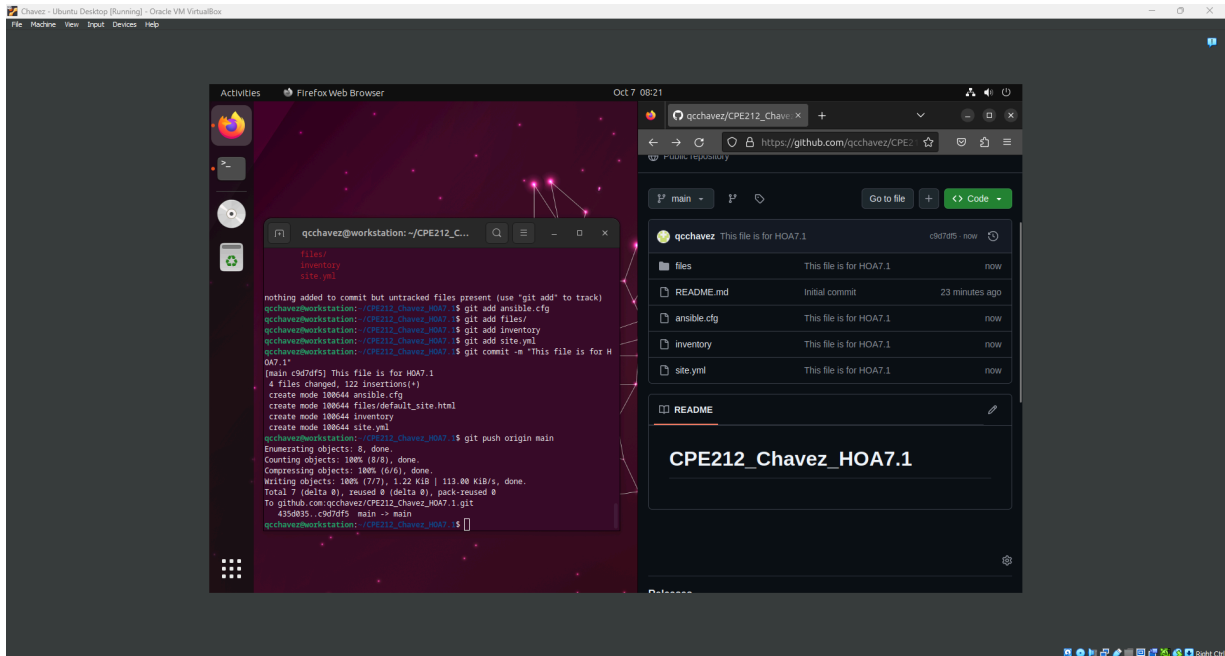 Chavez - Ubuntu Desktop [Running] - Oracle VM VirtualBox
File Machine View Input Devices Help
Activities Firefox Web Browser Oct 7 08:21
qcchavez@workstation: ~/CPE212_C...
files/
inventory
site.yml
nothing added to commit but untracked files present (use "git add" to track)
qcchavez@workstation:~/CPE212_Chavez_HOA7.1$ git add ansible.cfg
qcchavez@workstation:~/CPE212_Chavez_HOA7.1$ git add files/
qcchavez@workstation:~/CPE212_Chavez_HOA7.1$ git add inventory
qcchavez@workstation:~/CPE212_Chavez_HOA7.1$ git add site.yml
qcchavez@workstation:~/CPE212_Chavez_HOA7.1$ git commit -m "This file is for H
OA7.1"
[main c9d7df5] This file is for HOA7.1
4 files changed, 122 insertions(+)
create mode 100644 ansible.cfg
create mode 100644 files/default_site.html
create mode 100644 inventory
create mode 100644 site.yml
qcchavez@workstation:~/CPE212_Chavez_HOA7.1$ git push origin main
Enumerating objects: 8, done.
Counting objects: 100% (8/8), done.
Compressing objects: 100% (6/6), done.
Writing objects: 100% (7/7), 1.22 KiB | 113.00 KiB/s, done.
Total 7 (delta 0), reused 0 (delta 0), pack-reused 0
To github.com:qcchavez/CPE212_Chavez_HOA7.1.git
435d035..c9d7df5 main -> main
qcchavez@workstation:~/CPE212_Chavez_HOA7.1$
qcchavez/CPE212_Chavez
https://github.com/qcchavez/CPE2
Public repository
main Go to file + Code
qcchavez This file is for HOA7.1 c9d7df5 · now
files This file is for HOA7.1 now
README.md Initial commit 23 minutes ago
ansible.cfg This file is for HOA7.1 now
inventory This file is for HOA7.1 now
site.yml This file is for HOA7.1 now
README
CPE212_Chavez_HOA7.1
Releases
Right Ctrl